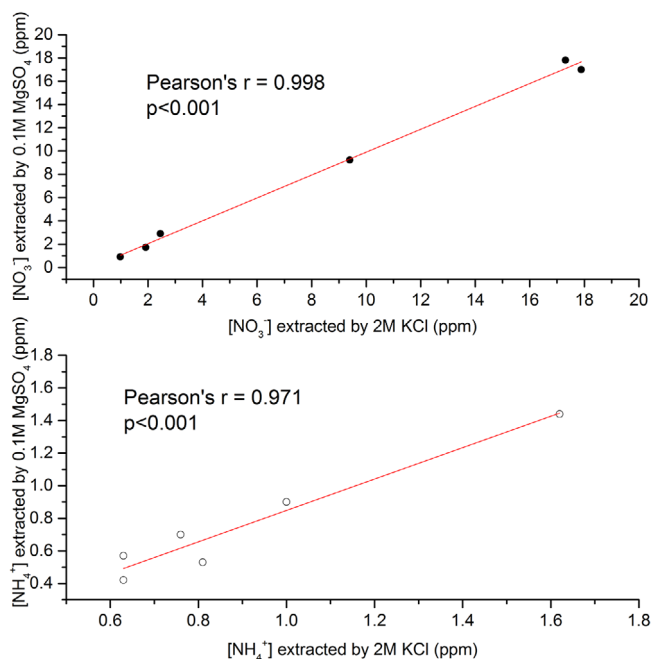 [NO₃⁻] extracted by 0.1M MgSO₄ (ppm)
20
18
16
14
12
10
8
6
4
2
0
Pearson's r = 0.998
p<0.001
0 2 4 6 8 10 12 14 16 18 20
[NO₃⁻] extracted by 2M KCl (ppm)
[NH₄⁺] extracted by 0.1M MgSO₄ (ppm)
1.8
1.6
1.4
1.2
1.0
0.8
0.6
0.4
Pearson's r = 0.971
p<0.001
0.6 0.8 1.0 1.2 1.4 1.6 1.8
[NH₄⁺] extracted by 2M KCl (ppm)